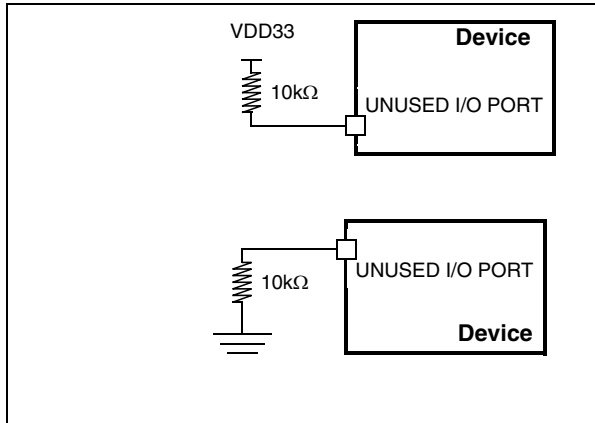 VDD33
Device
10kΩ
UNUSED I/O PORT
10kΩ
UNUSED I/O PORT
Device